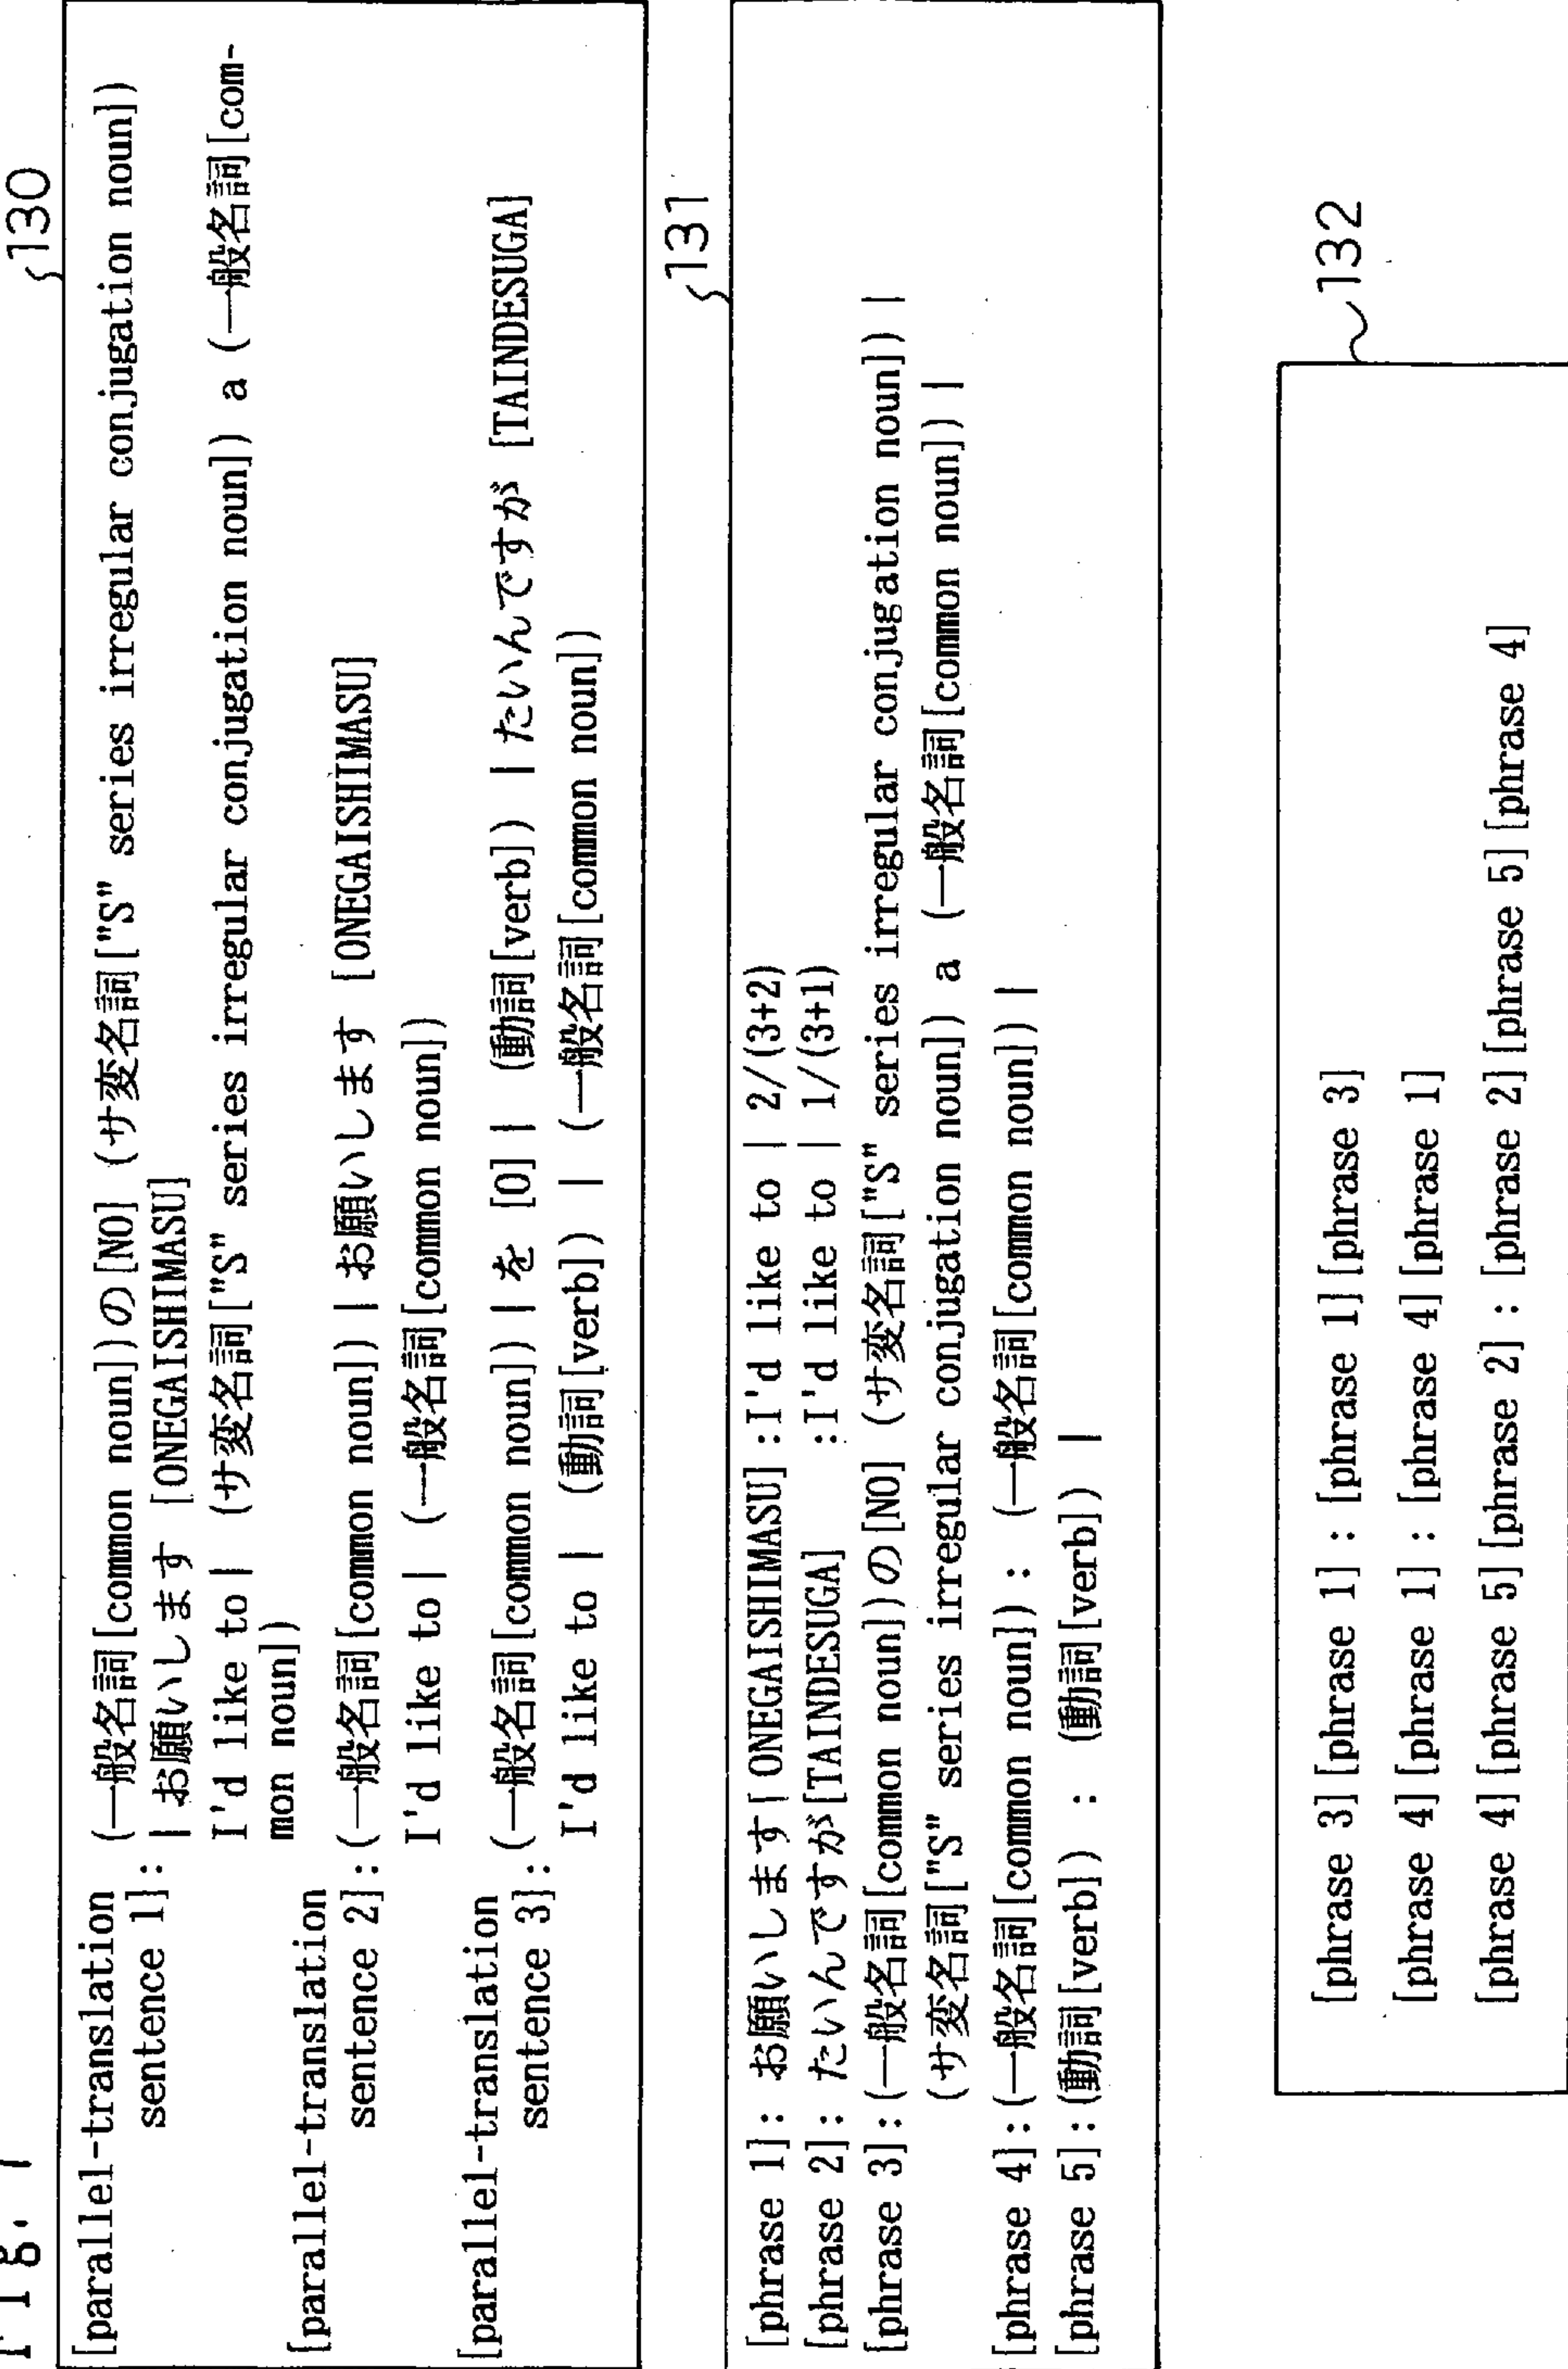 Fig. 7
130
[parallel-translation (一般名詞[common noun])の[NO] (サ変名詞["S" series irregular conjugation noun])
sentence 1]: | お願いします [ONEGAISHIMASU]
I'd like to | (サ変名詞["S" series irregular conjugation noun]) a (一般名詞[com-
mon noun])
[parallel-translation
sentence 2]:(一般名詞[common noun]) | お願いします [ONEGAISHIMASU]
I'd like to | (一般名詞[common noun])
[parallel-translation
sentence 3]:(一般名詞[common noun]) | を [O] | (動詞[verb]) | たいんですが [TAINDESUGA]
I'd like to | (動詞[verb]) | (一般名詞[common noun])
131
[phrase 1]: お願いします[ONEGAISHIMASU] :I'd like to | 2/(3+2)
[phrase 2]: たいんですが[TAINDESUGA] :I'd like to | 1/(3+1)
[phrase 3]:(一般名詞[common noun])の[NO] (サ変名詞["S" series irregular conjugation noun]) |
(サ変名詞["S" series irregular conjugation noun]) a (一般名詞[common noun]) |
[phrase 4]:(一般名詞[common noun]) : (一般名詞[common noun]) |
[phrase 5]:(動詞[verb]) : (動詞[verb]) |
132
[phrase 3][phrase 1] : [phrase 1][phrase 3]
[phrase 4][phrase 1] : [phrase 4][phrase 1]
[phrase 4][phrase 5][phrase 2] : [phrase 2][phrase 5][phrase 4]